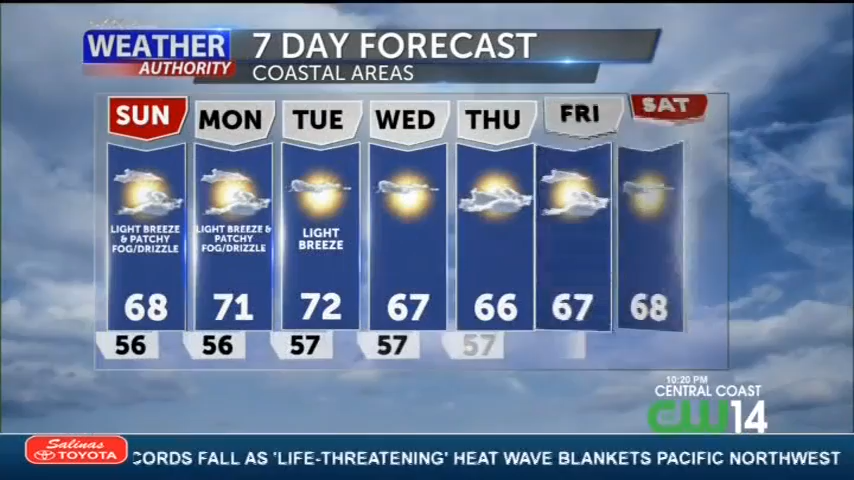 WEATHER
AUTHORITY
7 DAY FORECAST
COASTAL AREAS
SUN MON TUE WED THU FRI SAT
LIGHT BREEZE
& PATCHY
FOG/DRIZZLE
LIGHT BREEZE &
PATCHY
FOG/DRIZZLE
LIGHT
BREEZE
68 71 72 67 66 67 68
56 56 57 57 57
10:20 PM
CENTRAL COAST
CW14
Salinas
TOYOTA
CORDS FALL AS 'LIFE-THREATENING' HEAT WAVE BLANKETS PACIFIC NORTHWEST